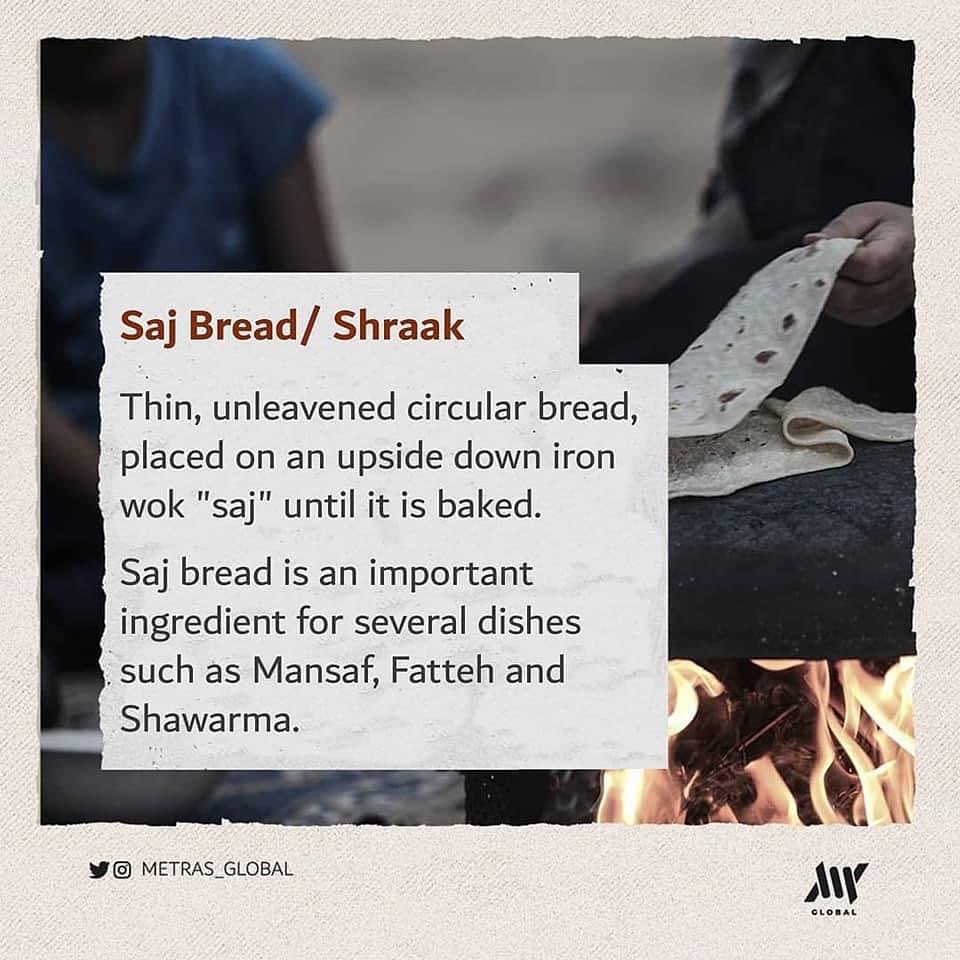 Saj Bread/ Shraak
Thin, unleavened circular bread,
placed on an upside down iron
wok "saj" until it is baked.
Saj bread is an important
ingredient for several dishes
such as Mansaf, Fatteh and
Shawarma.
METRAS_GLOBAL
GLOBAL